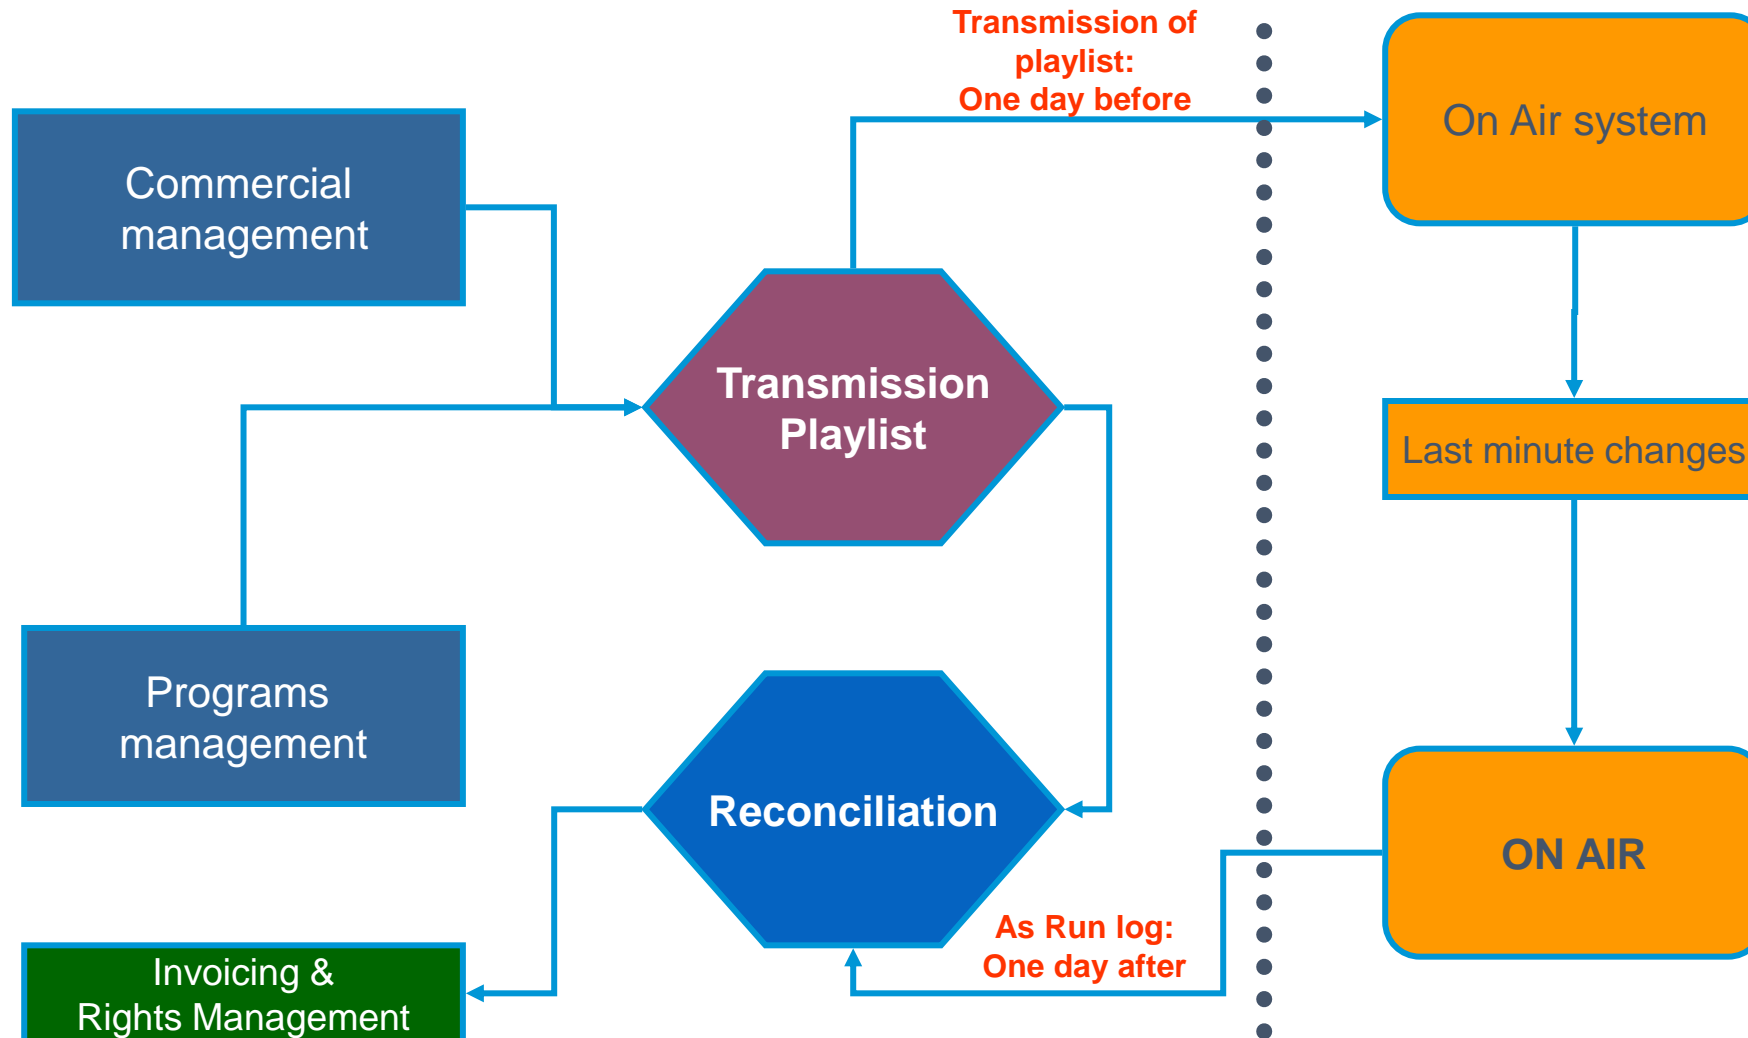 Transmission of
playlist:
One day before
On Air system
Commercial
management
Transmission
Playlist
Last minute changes
Programs
management
Reconciliation
ON AIR
As Run log:
One day after
Invoicing &
Rights Management